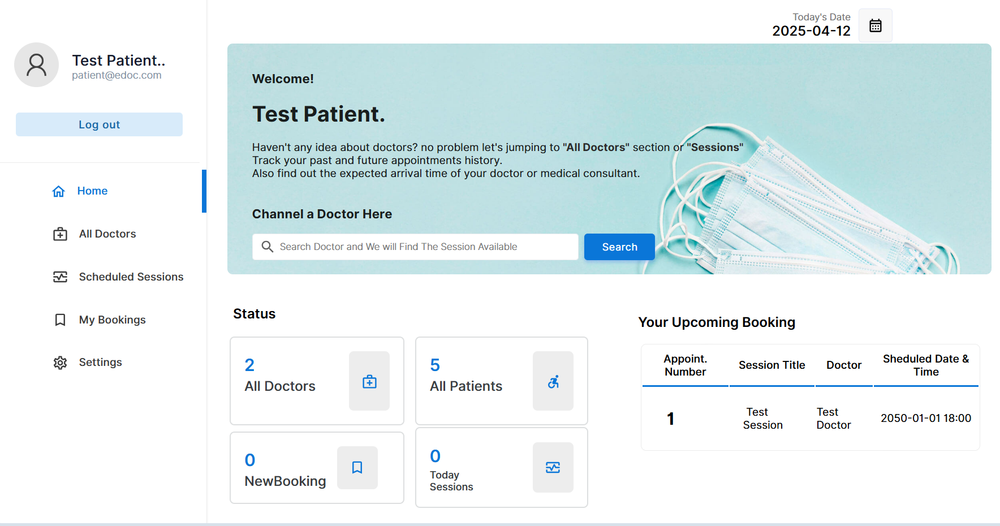 Test Patient..
patient@edoc.com
Log out
Home
All Doctors
Scheduled Sessions
My Bookings
Settings
Today's Date
2025-04-12
Welcome!
Test Patient.
Haven't any idea about doctors? no problem let's jumping to "All Doctors" section or "Sessions"
Track your past and future appointments history.
Also find out the expected arrival time of your doctor or medical consultant.
Channel a Doctor Here
Search Doctor and We will Find The Session Available
Search
Status
2
All Doctors
5
All Patients
0
NewBooking
0
Today
Sessions
Your Upcoming Booking
Appoint.
Number
Session Title
Doctor
Sheduled Date &
Time
1
Test
Session
Test
Doctor
2050-01-01 18:00